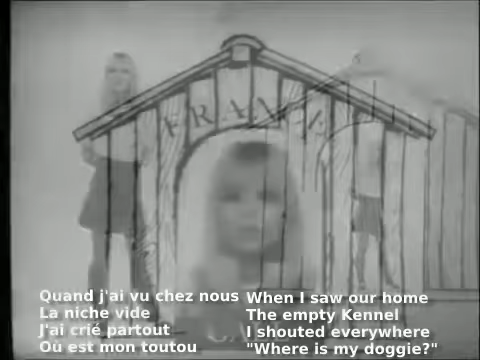 FRANCE
Quand j'ai vu chez nous
La niche vide
J'ai crié partout
Où est mon toutou
When I saw our home
The empty Kennel
I shouted everywhere
"Where is my doggie?"